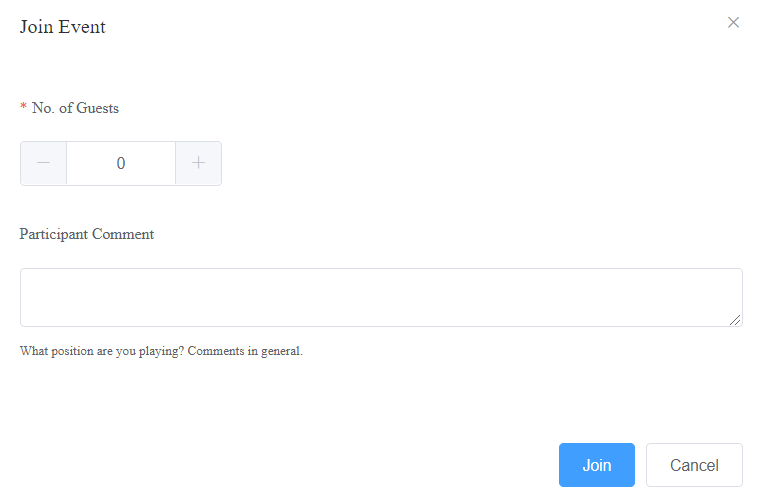 Join Event
* No. of Guests
0
Participant Comment
What position are you playing? Comments in general.
Join Cancel